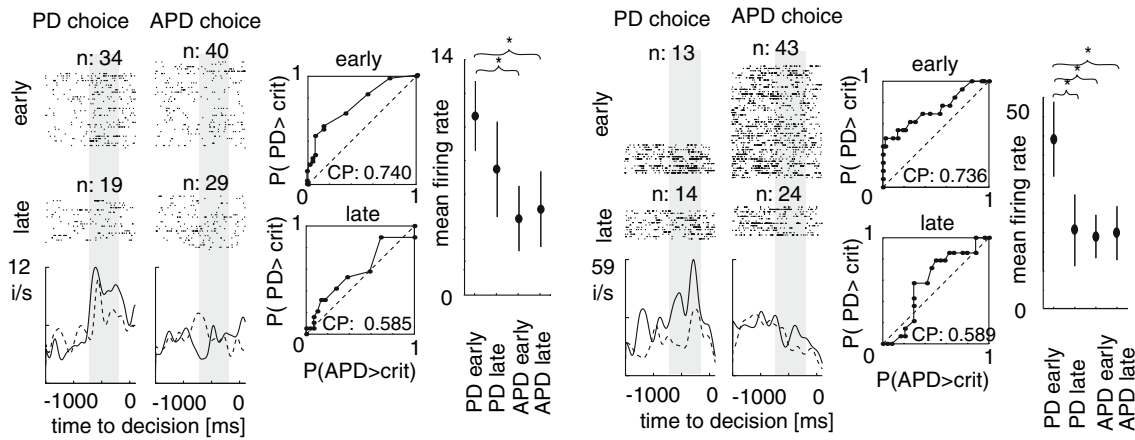 PD choice
APD choice
n: 34
n: 40
early
n: 19
n: 29
late
12
i/s
-1000
0
-1000
0
time to decision [ms]
early
1
P( PD> crit)
CP: 0.740
0
1
late
1
P( PD> crit)
CP: 0.585
0
1
P(APD>crit)
14
mean firing rate
0
*
*
PD early
PD late
APD early
APD late
PD choice
APD choice
n: 13
n: 43
early
n: 14
n: 24
late
59
i/s
-1000
0
-1000
0
time to decision [ms]
early
1
P( PD> crit)
CP: 0.736
0
1
late
1
P( PD> crit)
CP: 0.589
0
1
P(APD>crit)
50
mean firing rate
0
*
*
*
PD early
PD late
APD early
APD late